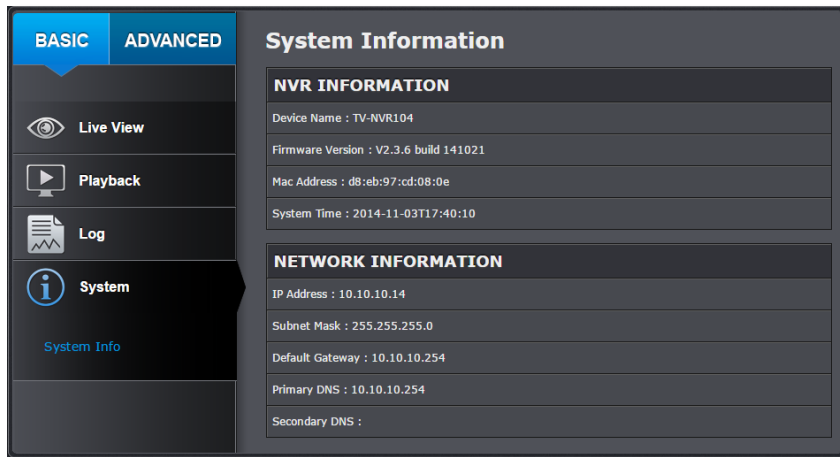 BASIC
ADVANCED
Live View
Playback
Log
System
System Info
System Information
NVR INFORMATION
Device Name : TV-NVR104
Firmware Version : V2.3.6 build 141021
Mac Address : d8:eb:97:cd:08:0e
System Time : 2014-11-03T17:40:10
NETWORK INFORMATION
IP Address : 10.10.10.14
Subnet Mask : 255.255.255.0
Default Gateway : 10.10.10.254
Primary DNS : 10.10.10.254
Secondary DNS :